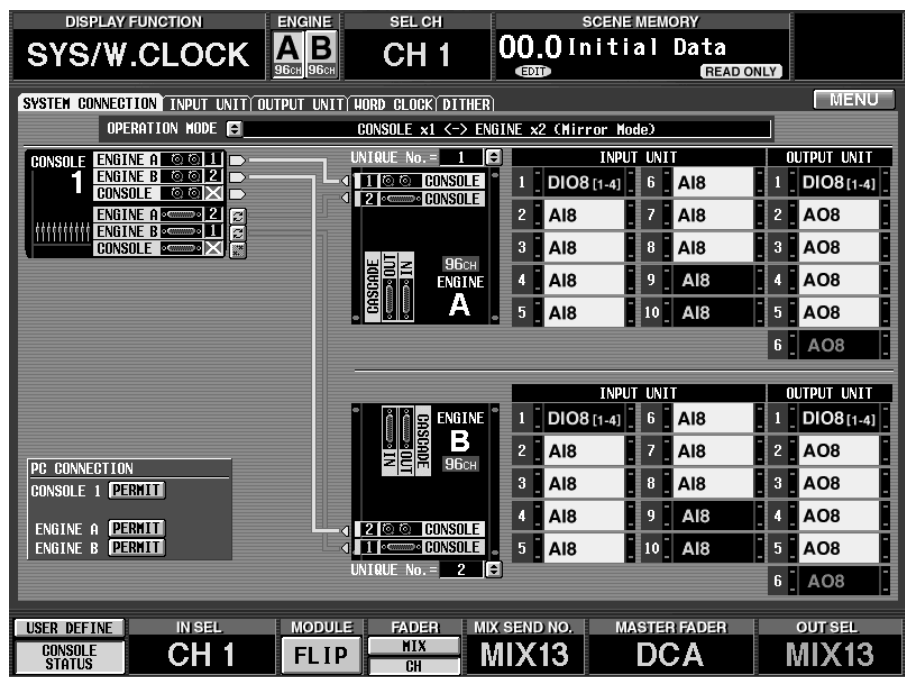 DISPLAY FUNCTION ENGINE SEL CH SCENE MEMORY
SYS/W.CLOCK A B CH 1 00.0 Initial Data
96CH 96CH EDIT READ ONLY
SYSTEM CONNECTION INPUT UNIT OUTPUT UNIT WORD CLOCK DITHER MENU
OPERATION MODE CONSOLE x1 <-> ENGINE x2 (Mirror Mode)
CONSOLE 1
ENGINE A 1
ENGINE B 2
CONSOLE X
ENGINE A 2
ENGINE B 1
CONSOLE X
UNIQUE No.= 1
1 CONSOLE
2 CONSOLE
CASCADE OUT IN
96CH
ENGINE
A
INPUT UNIT OUTPUT UNIT
1 DIO8 [1-4] 6 AI8 1 DIO8 [1-4]
2 AI8 7 AI8 2 AO8
3 AI8 8 AI8 3 AO8
4 AI8 9 AI8 4 AO8
5 AI8 10 AI8 5 AO8
6 AO8
ENGINE
B
96CH
IN OUT CASCADE
2 CONSOLE
1 CONSOLE
UNIQUE No.= 2
INPUT UNIT OUTPUT UNIT
1 DIO8 [1-4] 6 AI8 1 DIO8 [1-4]
2 AI8 7 AI8 2 AO8
3 AI8 8 AI8 3 AO8
4 AI8 9 AI8 4 AO8
5 AI8 10 AI8 5 AO8
6 AO8
PC CONNECTION
CONSOLE 1 PERMIT
ENGINE A PERMIT
ENGINE B PERMIT
USER DEFINE IN SEL MODULE FADER MIX SEND NO. MASTER FADER OUT SEL
CONSOLE STATUS CH 1 FLIP MIX CH MIX13 DCA MIX13